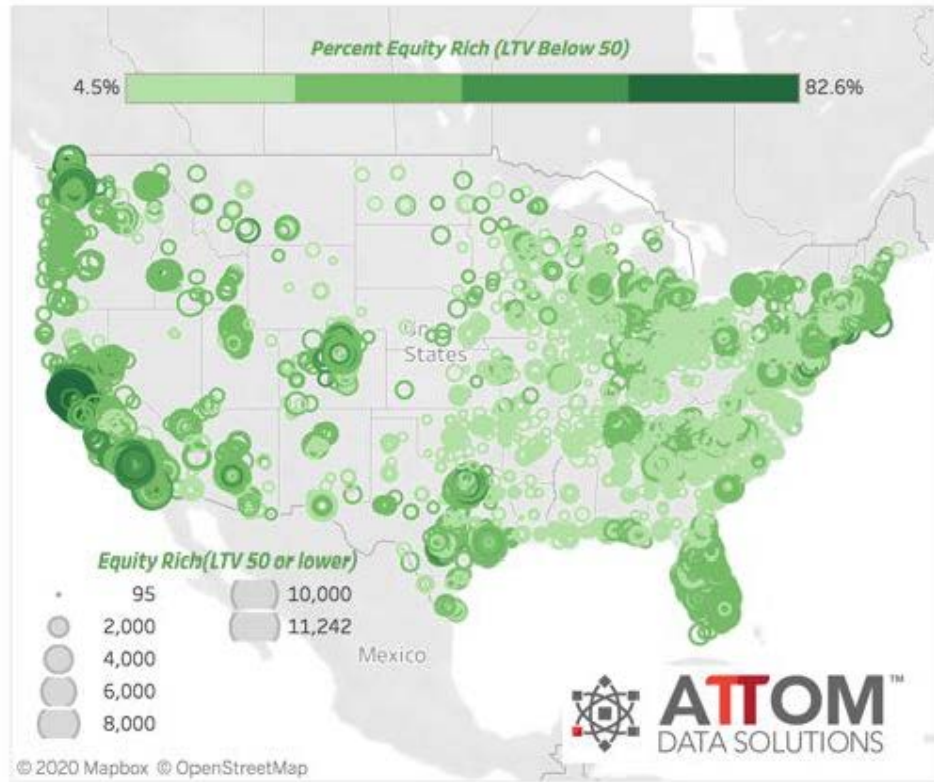 Percent Equity Rich (LTV Below 50)
4.5% 82.6%
States
Equity Rich(LTV 50 or lower)
95 10,000
2,000 11,242
4,000
6,000
8,000
Mexico
ATTOM™
DATA SOLUTIONS
© 2020 Mapbox © OpenStreetMap